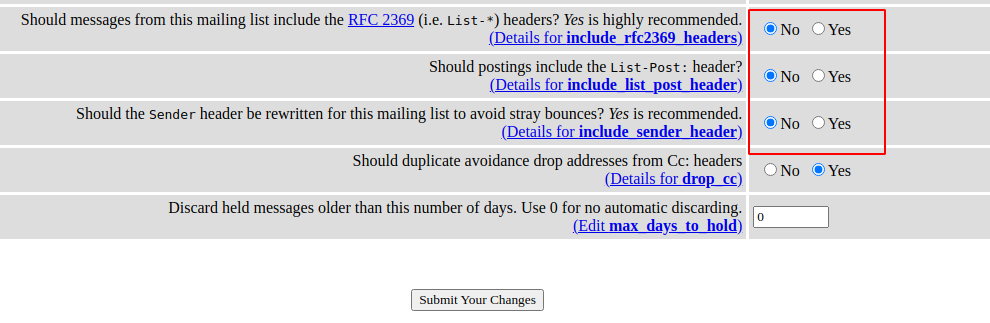 Should messages from this mailing list include the RFC 2369 (i.e. List-*) headers? Yes is highly recommended.
(Details for include_rfc2369_headers)
No Yes
Should postings include the List-Post: header?
(Details for include_list_post_header)
No Yes
Should the Sender header be rewritten for this mailing list to avoid stray bounces? Yes is recommended.
(Details for include_sender_header)
No Yes
Should duplicate avoidance drop addresses from Cc: headers
(Details for drop_cc)
No Yes
Discard held messages older than this number of days. Use 0 for no automatic discarding.
(Edit max_days_to_hold)
0
Submit Your Changes